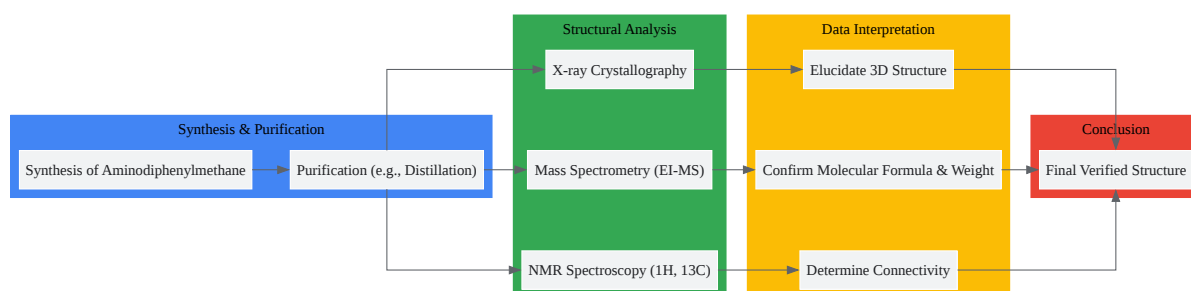 Structural Analysis
Data Interpretation
X-ray Crystallography
Elucidate 3D Structure
Synthesis & Purification
Conclusion
Synthesis of Aminodiphenylmethane
Purification (e.g., Distillation)
Mass Spectrometry (EI-MS)
Confirm Molecular Formula & Weight
Final Verified Structure
NMR Spectroscopy (1H, 13C)
Determine Connectivity